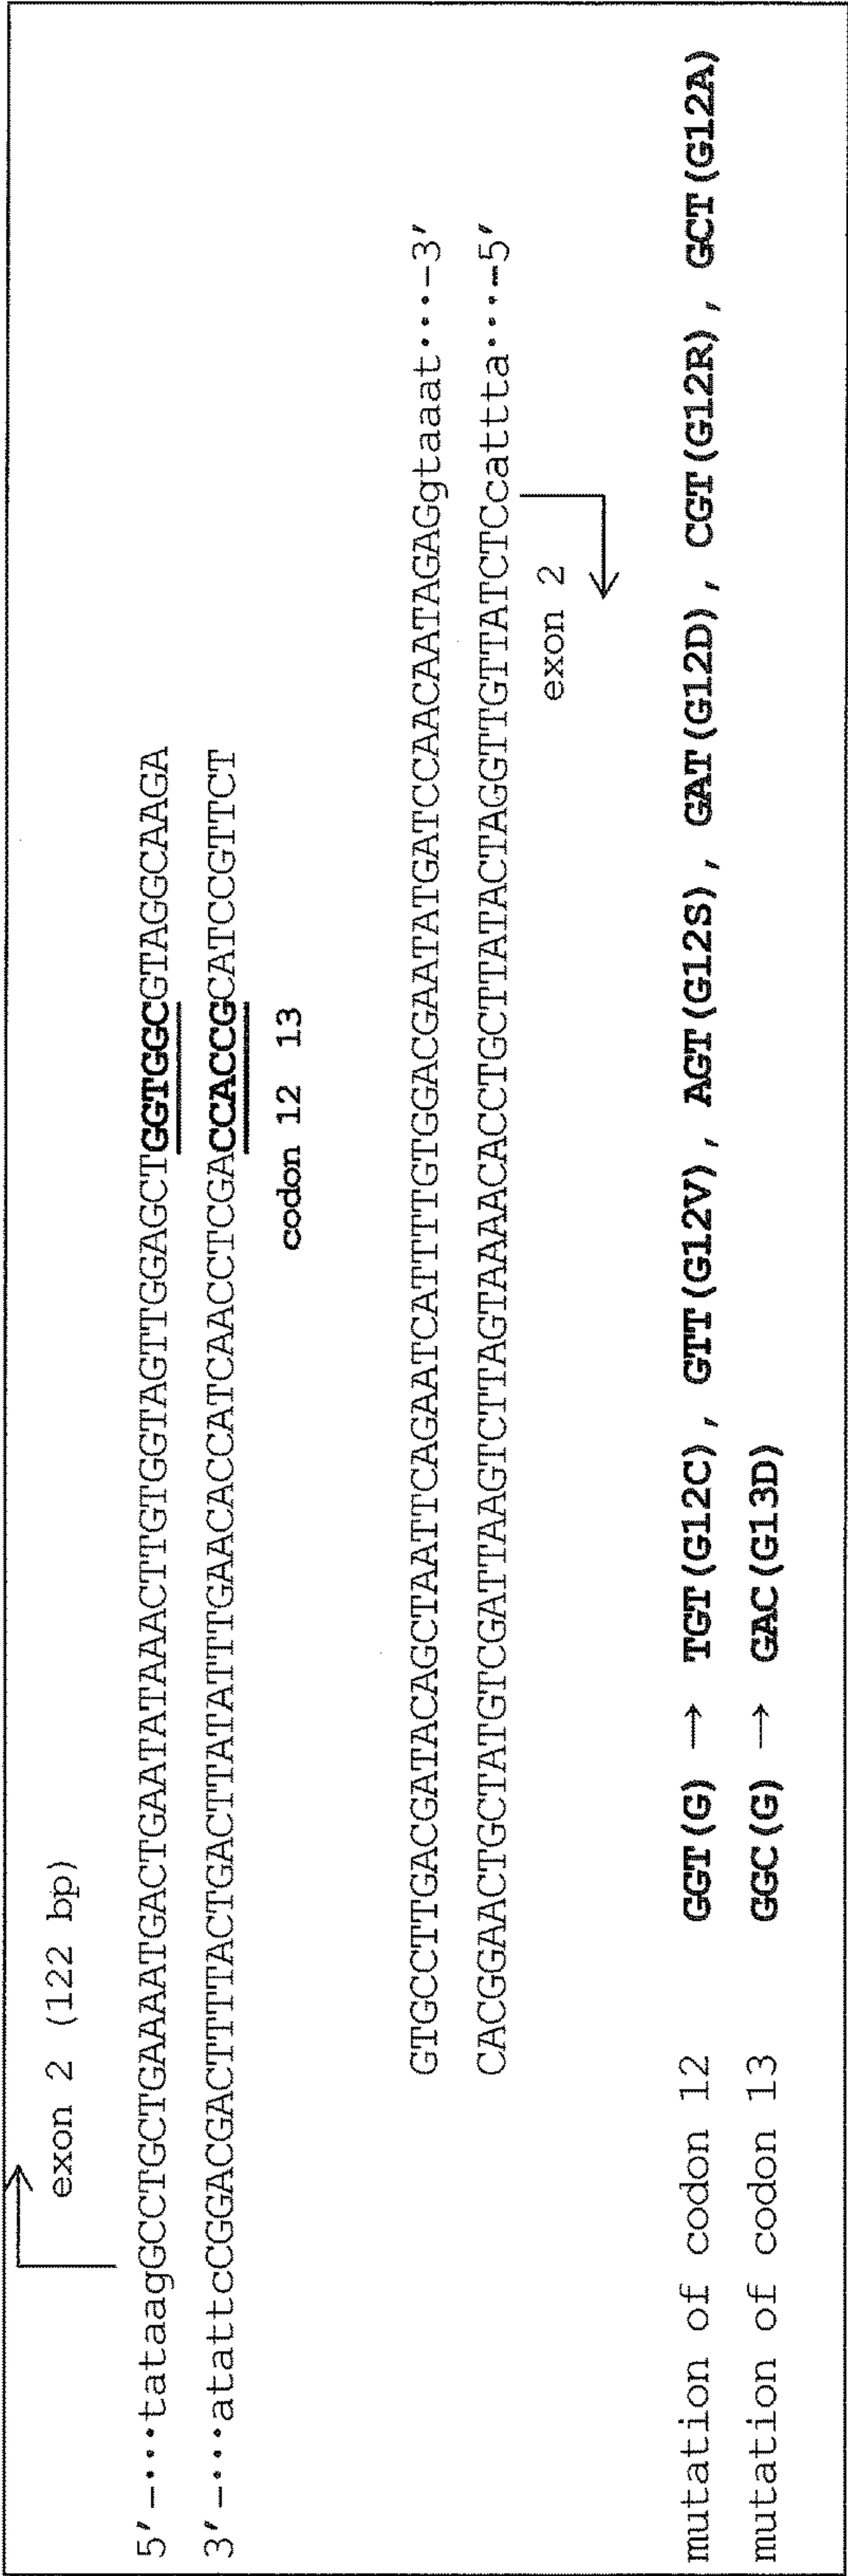 exon 2 (122 bp)
5′-···tataagGCCTGCTGAAAATGACTGAATATAAACTTGTGGTAGTTGGAGCTGGTGGCGTAGGCAAGA
3′-···atattcCGGACGACTTTTACTGACTTATATTTGAACACCATCAACCTCGACCACCGCATCCGTTCT
codon 12 13
GTGCCTTGACGATACAGCTAATTCAGAATCATTTTGTGGACGAATATGATCCAACAATAGAGgtaaat···-3′
CACGGAACTGCTATGTCGATTAAGTCTTAGTAAAACACCTGCTTATACTAGGTTGTTATCTCcattta···-5′
exon 2
mutation of codon 12 GGT(G) → TGT(G12C), GTT(G12V), AGT(G12S), GAT(G12D), CGT(G12R), GCT(G12A)
mutation of codon 13 GGC(G) → GAC(G13D)